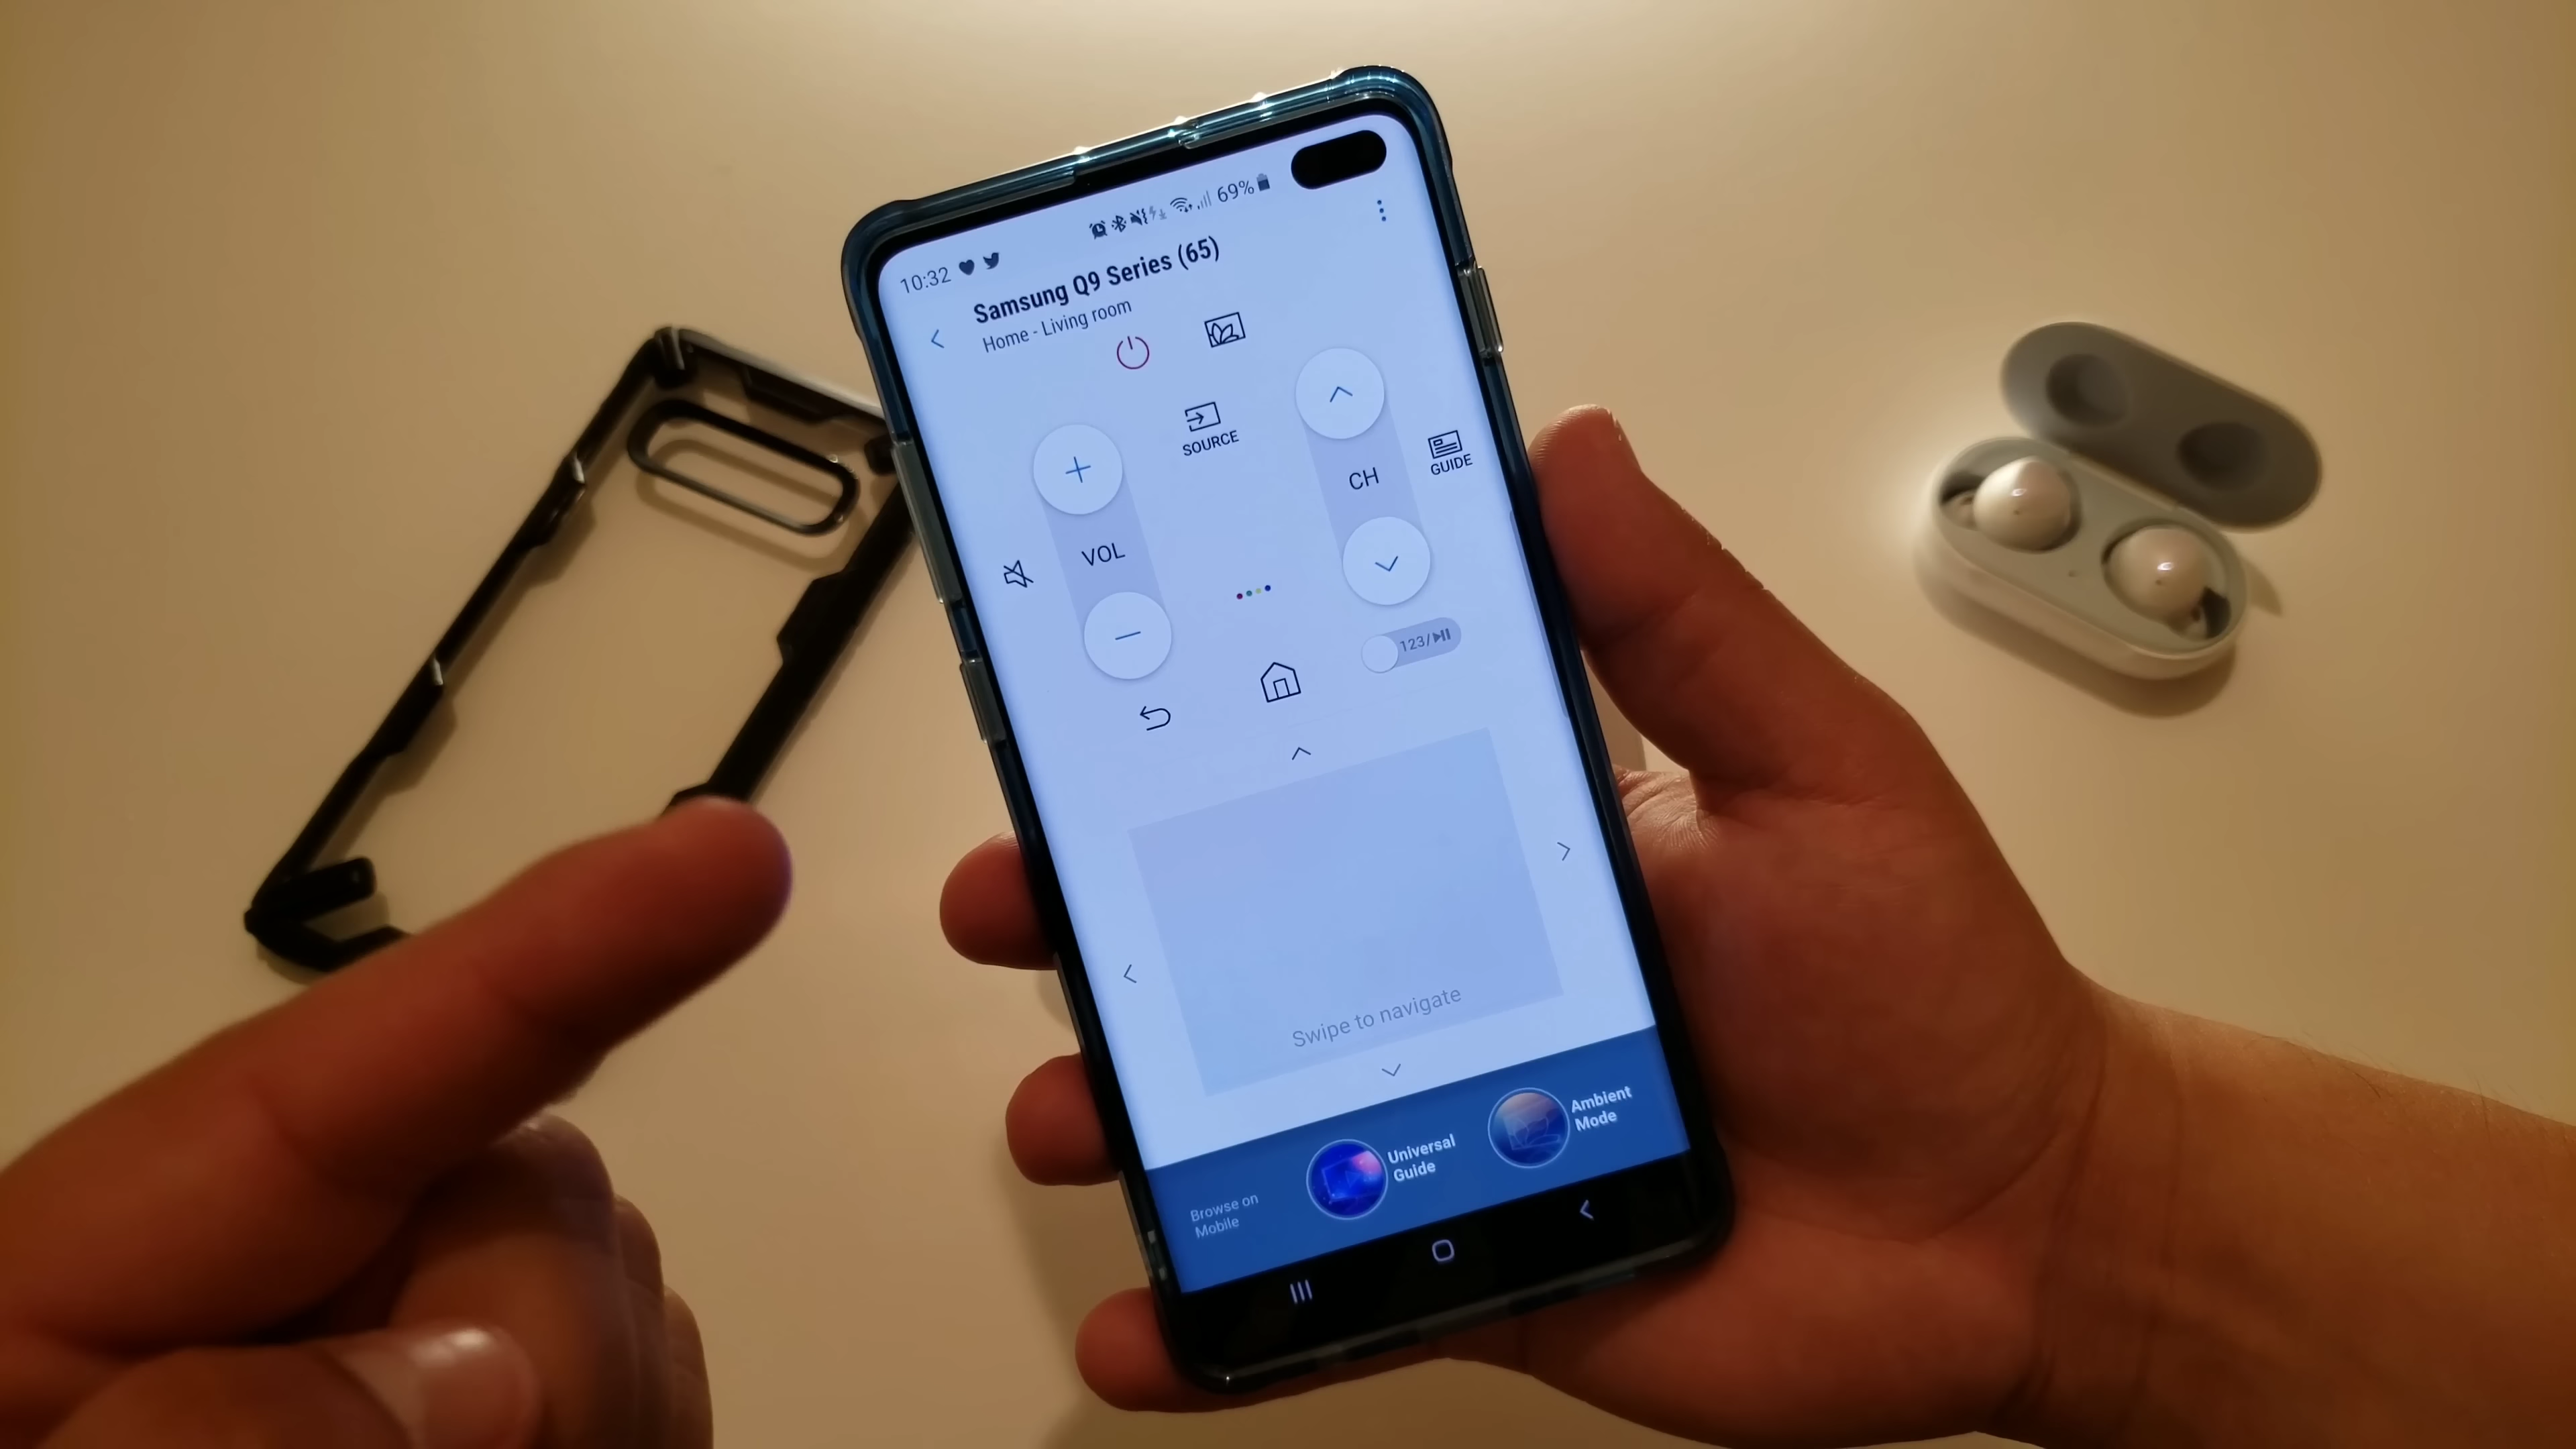 10:32
69%
Samsung Q9 Series (65)
Home - Living room
SOURCE
GUIDE
VOL
CH
123/
Swipe to navigate
Browse on
Mobile
Universal
Guide
Ambient
Mode